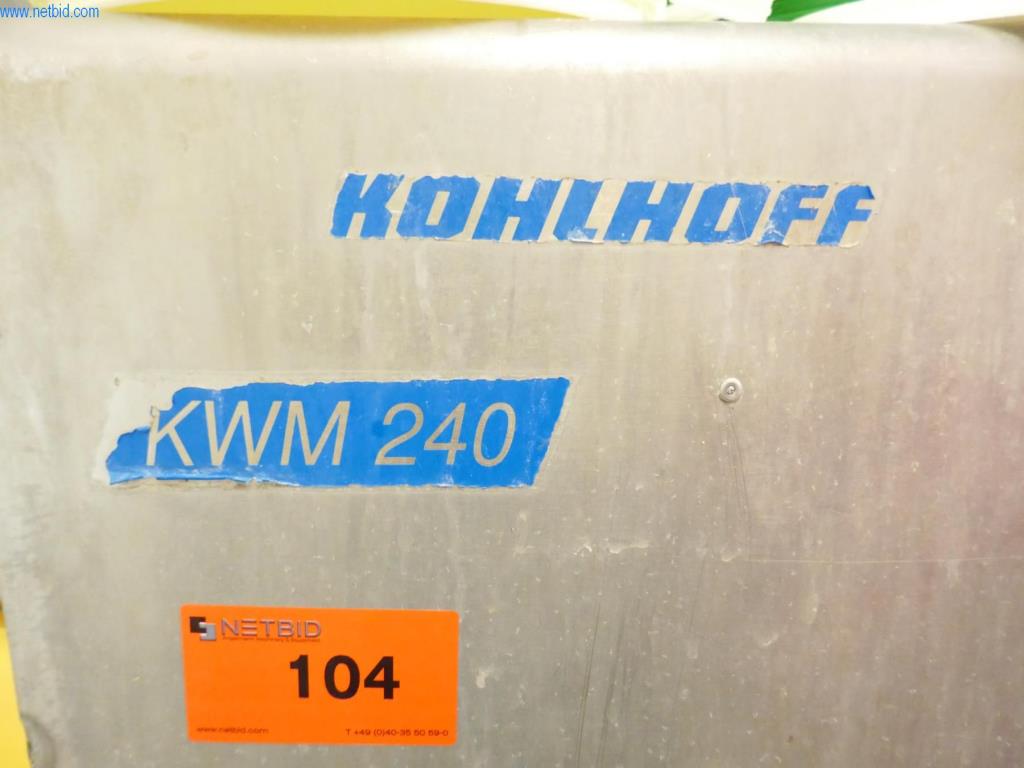 www.netbid.com
KOHLHOFF
KWM 240
NETBID
104
www.netbid.com
T +49 (0)40-35 50 59-0